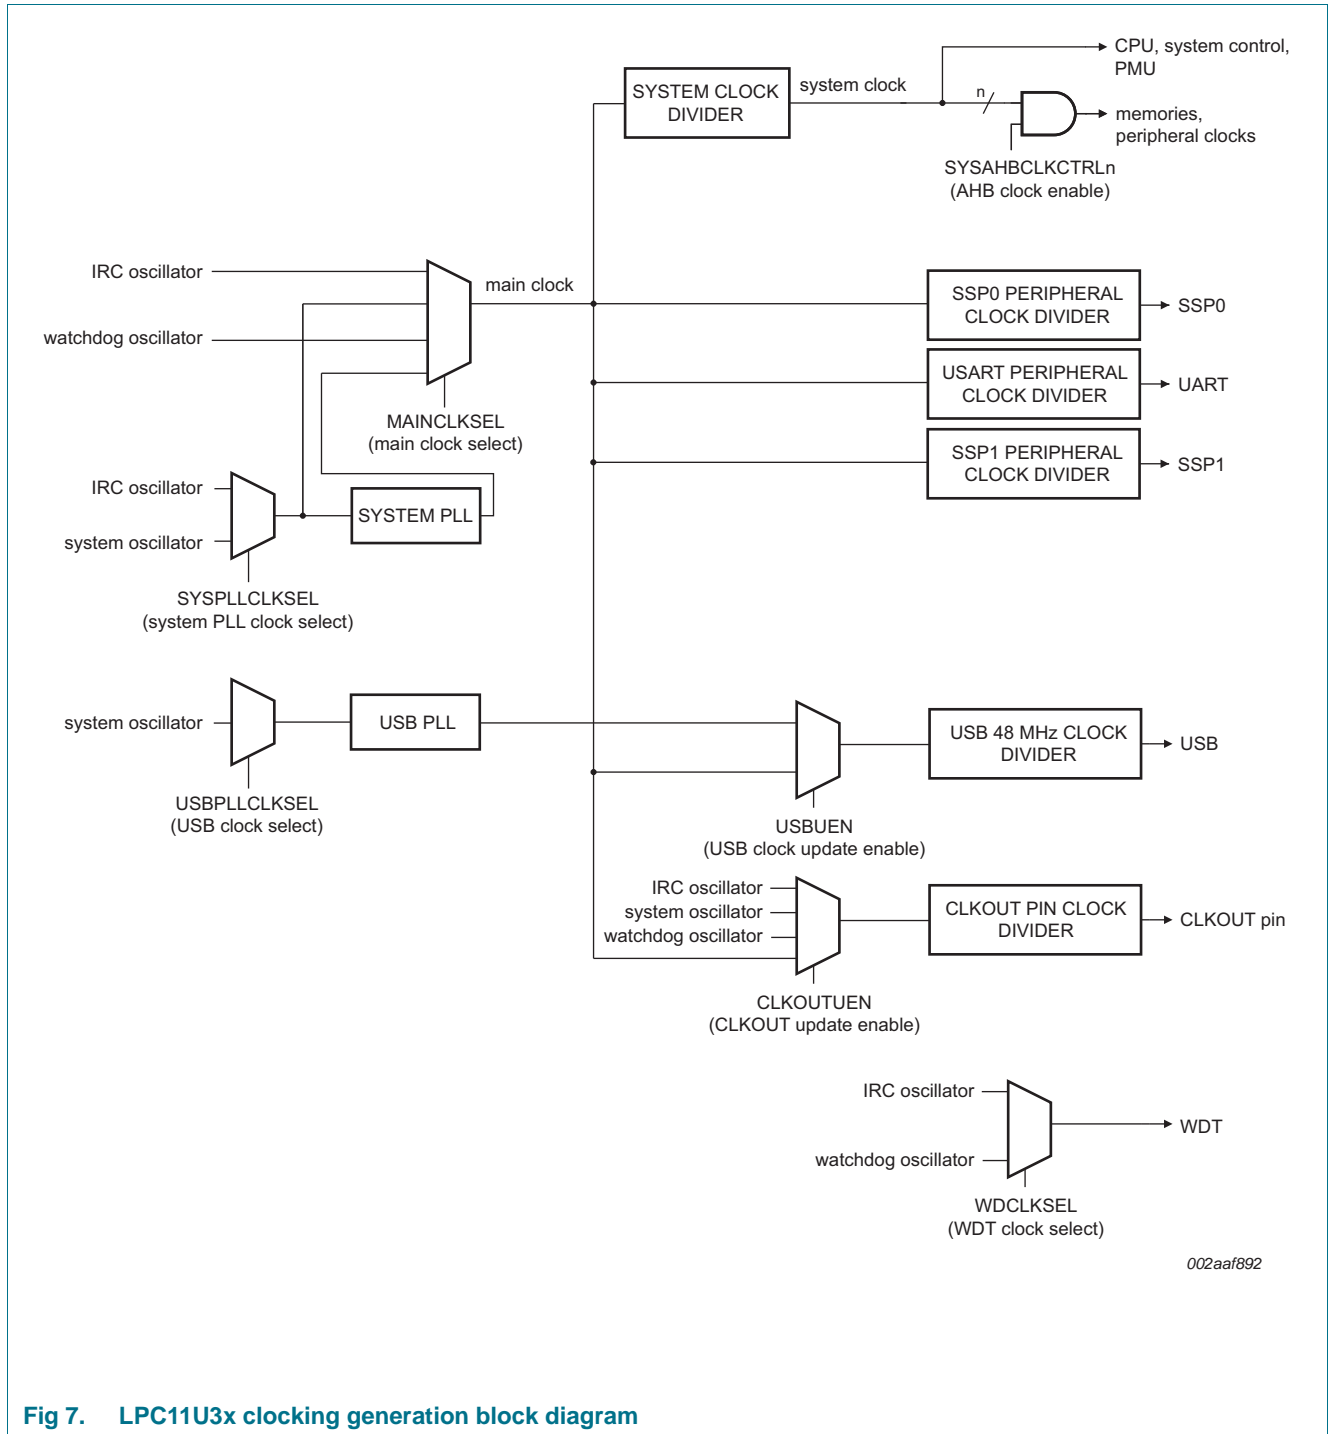 CPU, system control,
PMU
SYSTEM CLOCK
DIVIDER
system clock
n
memories,
peripheral clocks
SYSAHBCLKCTRLn
(AHB clock enable)
IRC oscillator
main clock
watchdog oscillator
MAINCLKSEL
(main clock select)
SSP0 PERIPHERAL
CLOCK DIVIDER
SSP0
USART PERIPHERAL
CLOCK DIVIDER
UART
SSP1 PERIPHERAL
CLOCK DIVIDER
SSP1
IRC oscillator
system oscillator
SYSTEM PLL
SYSPLLCLKSEL
(system PLL clock select)
system oscillator
USB PLL
USBPLLCLKSEL
(USB clock select)
USB 48 MHz CLOCK
DIVIDER
USB
USBUEN
(USB clock update enable)
IRC oscillator
system oscillator
watchdog oscillator
CLKOUT PIN CLOCK
DIVIDER
CLKOUT pin
CLKOUTUEN
(CLKOUT update enable)
IRC oscillator
watchdog oscillator
WDT
WDCLKSEL
(WDT clock select)
002aaf892
Fig 7. LPC11U3x clocking generation block diagram